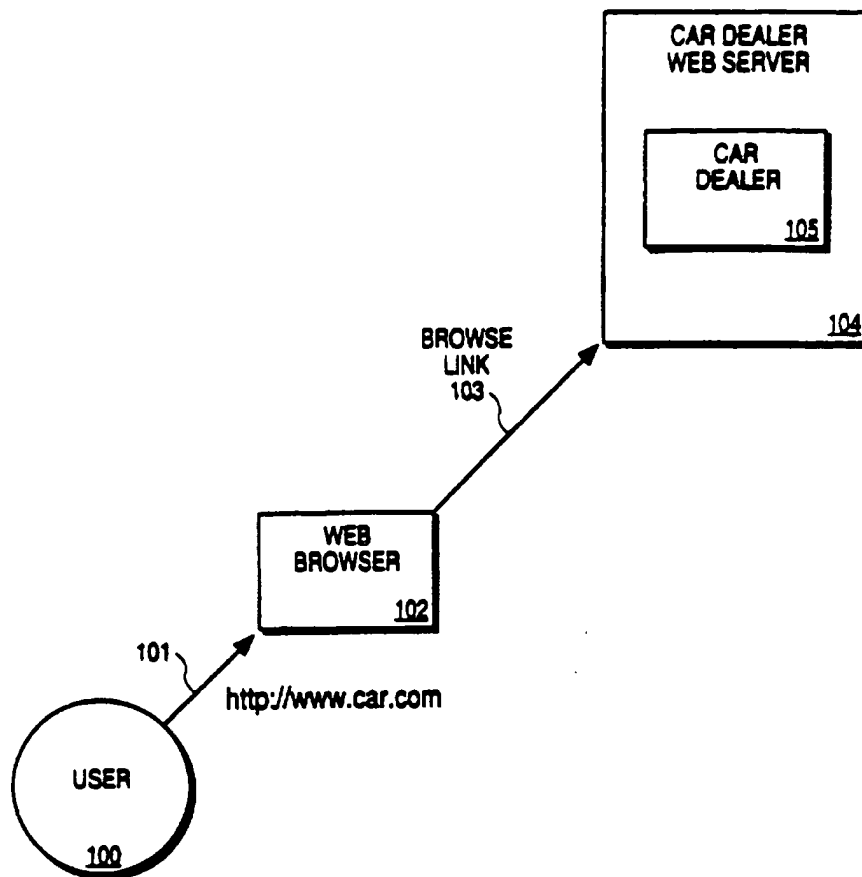 CAR DEALER
WEB SERVER
CAR
DEALER
105
104
BROWSE
LINK
103
WEB
BROWSER
102
101
http://www.car.com
USER
100